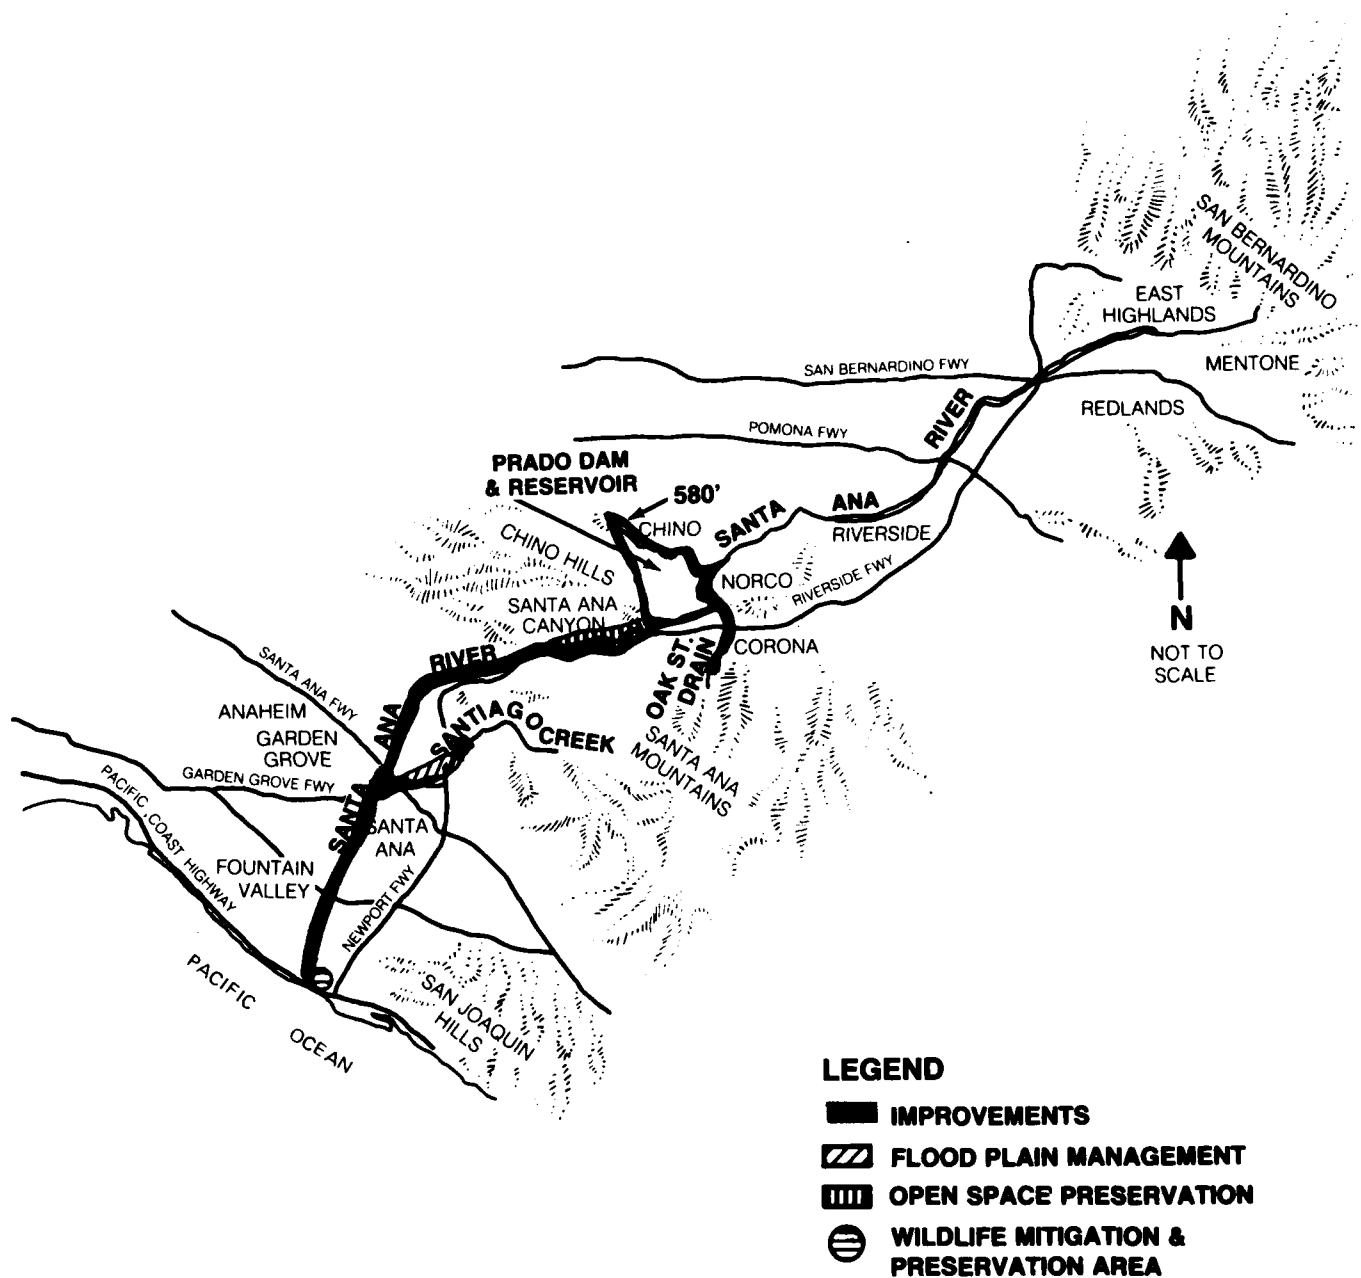 SAN BERNARDINO
MOUNTAINS
EAST
HIGHLANDS
MENTONE
SAN BERNARDINO FWY
REDLANDS
RIVER
POMONA FWY
PRADO DAM
& RESERVOIR
580'
CHINO
SANTA
ANA
RIVERSIDE
CHINO HILLS
NORCO
RIVERSIDE FWY
SANTA ANA
CANYON
N
NOT TO
SCALE
CORONA
OAK ST.
DRAIN
RIVER
SANTA ANA FWY
ANAHEIM
GARDEN
GROVE
ANA
SANTIAGO
CREEK
SANTA ANA
MOUNTAINS
GARDEN GROVE FWY
PACIFIC COAST HIGHWAY
SANTA
SANTA
ANA
FOUNTAIN
VALLEY
NEWPORT FWY
PACIFIC
OCEAN
SAN JOAQUIN
HILLS
LEGEND
IMPROVEMENTS
FLOOD PLAIN MANAGEMENT
OPEN SPACE PRESERVATION
WILDLIFE MITIGATION &
PRESERVATION AREA